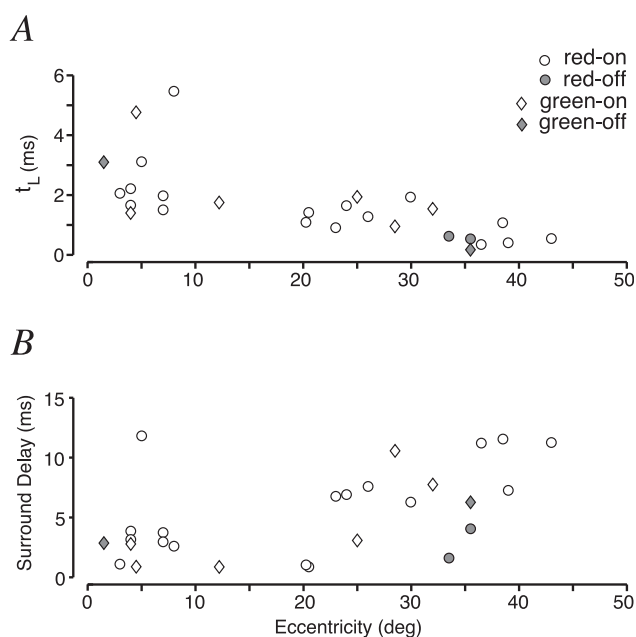 A
red-on
red-off
green-on
green-off
t_L (ms)
6
4
2
0
0 10 20 30 40 50
B
Surround Delay (ms)
15
10
5
0
0 10 20 30 40 50
Eccentricity (deg)